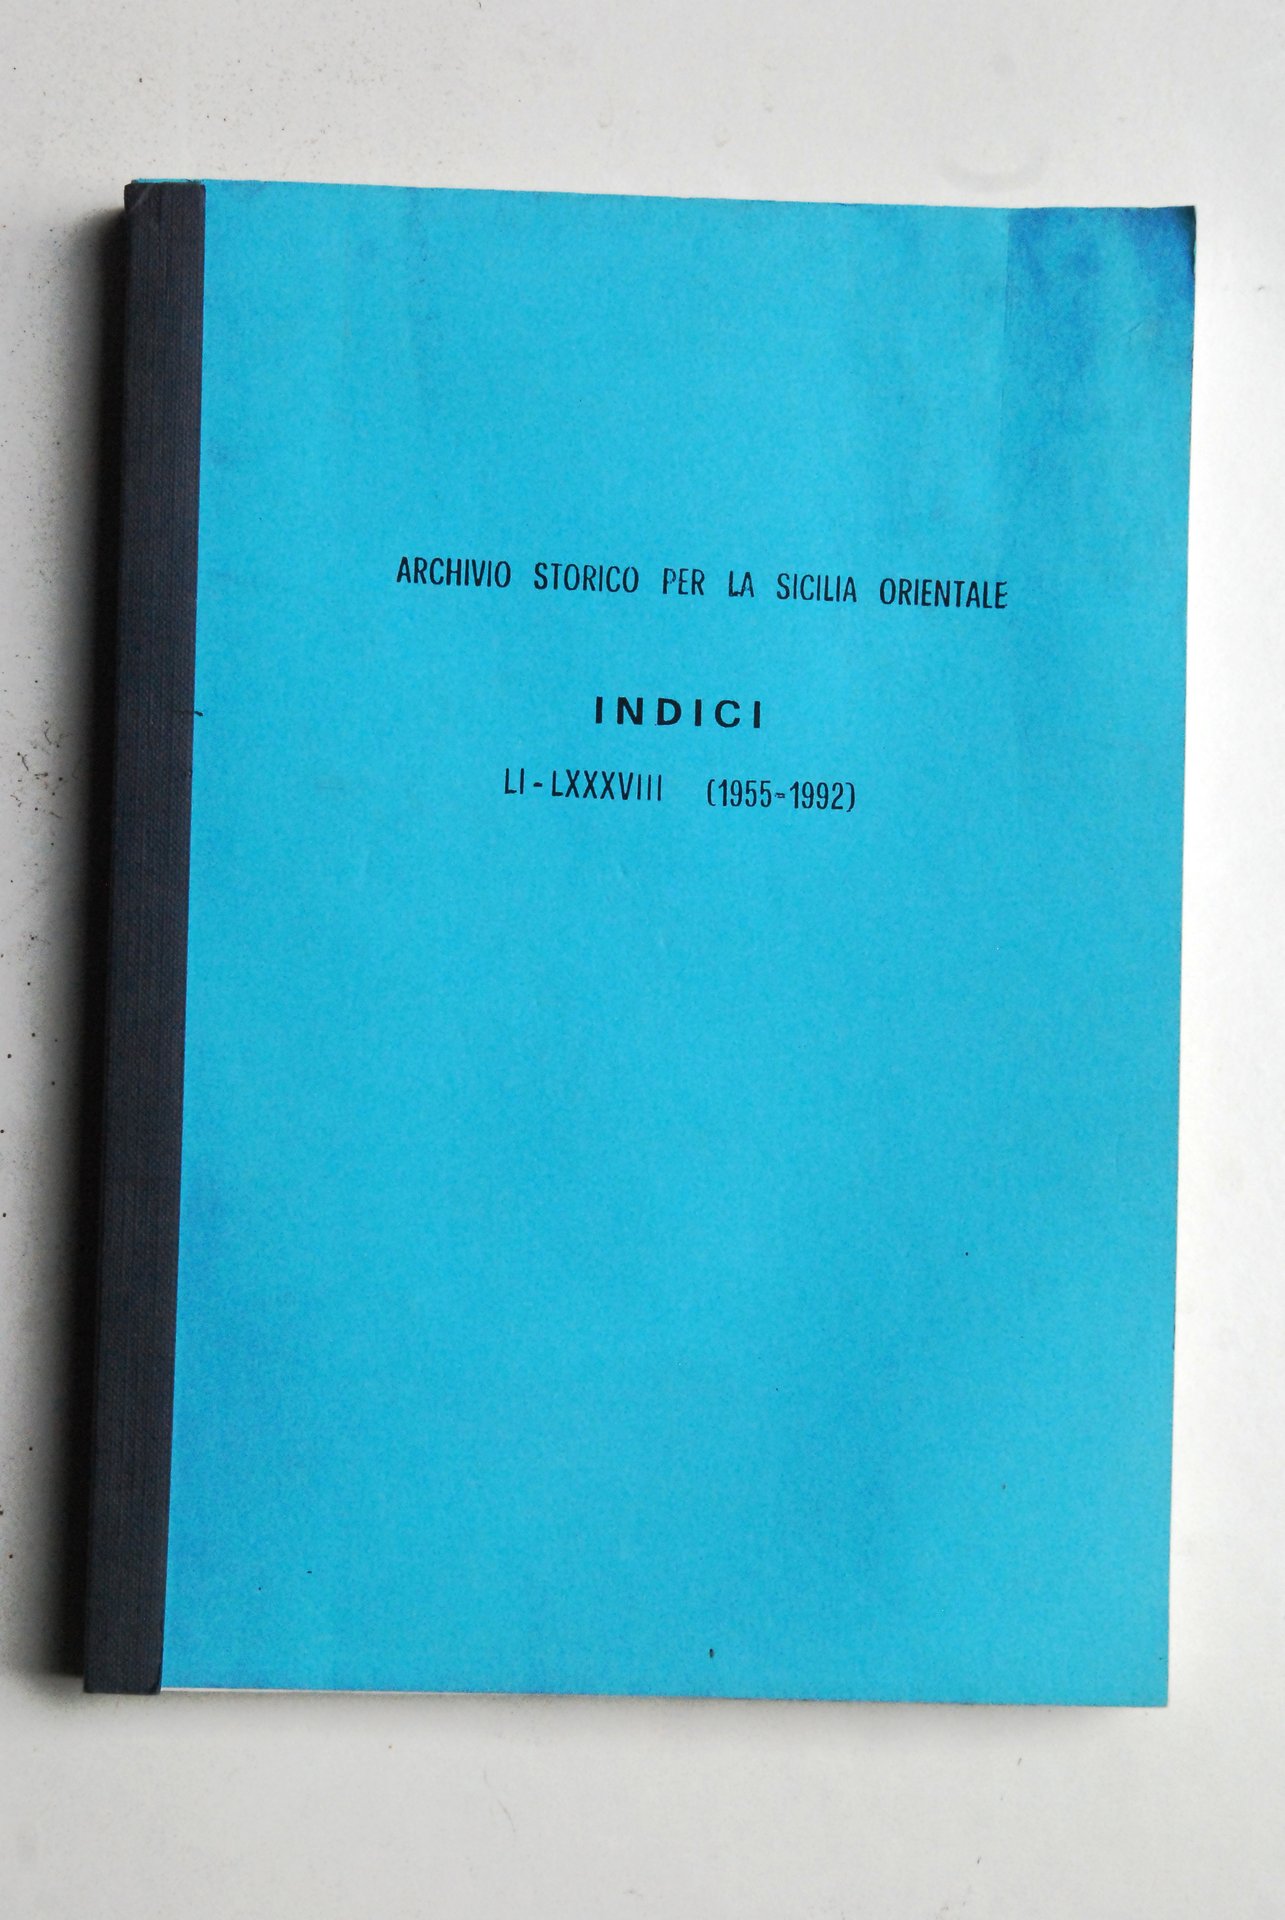 ARCHIVIO STORICO PER LA SICILIA ORIENTALE
INDICI
LI-LXXXVIII (1955-1992)